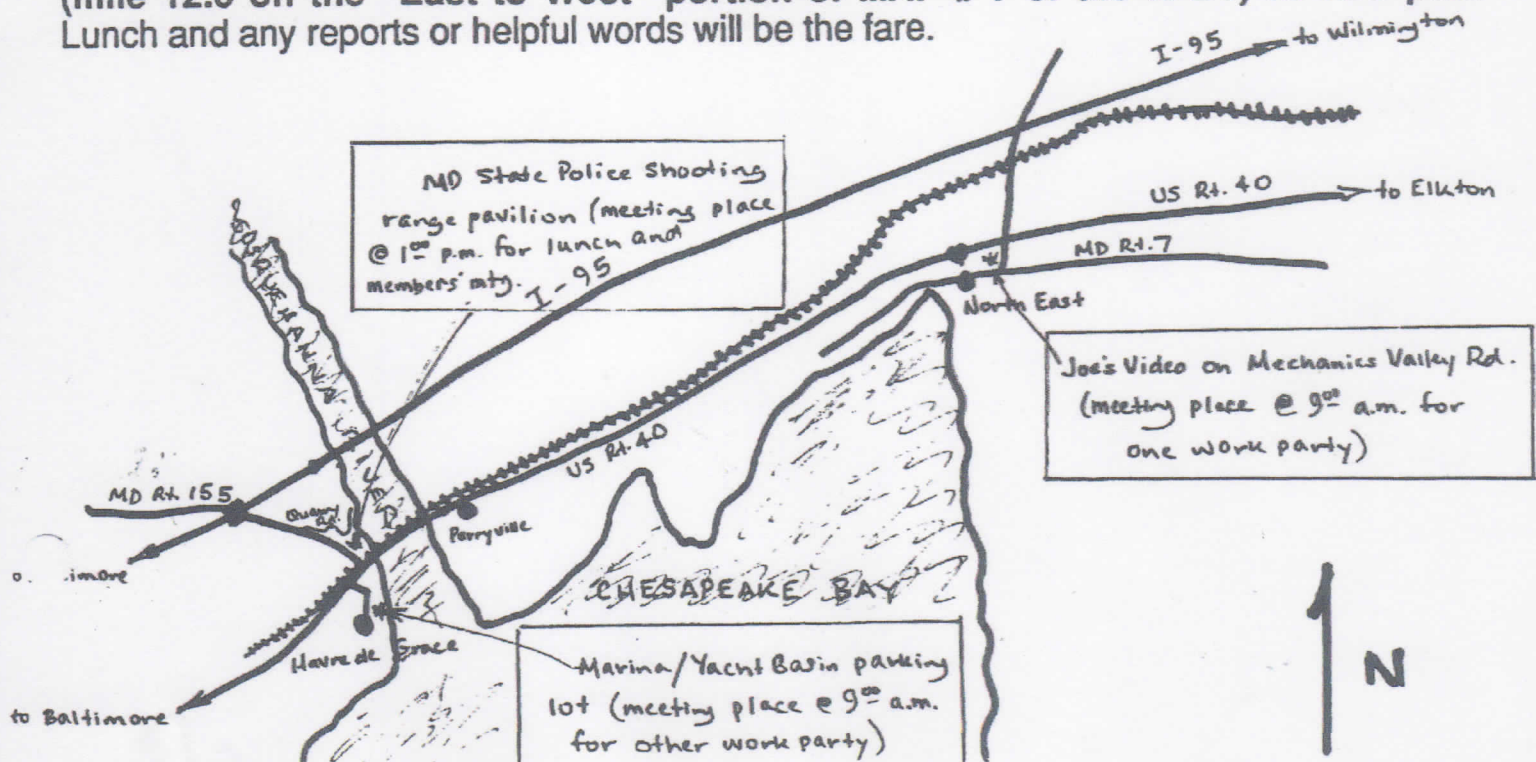 Lunch and any reports or helpful words will be the fare.
I-95
to Wilmington
MD State Police Shooting
range pavilion (meeting place
@ 1:00 p.m. for lunch and
members' mtg.
I-95
US Rt. 40
to Elkton
MD Rt. 7
North East
Joe's Video on Mechanics Valley Rd.
(meeting place @ 9:00 a.m. for
one work party)
US Rt. 40
MD Rt. 155
Quarry
Perryville
CHESAPEAKE BAY
Havre de Grace
Marina/Yacht Basin parking
lot (meeting place @ 9:00 a.m.
for other work party)
to Baltimore
N